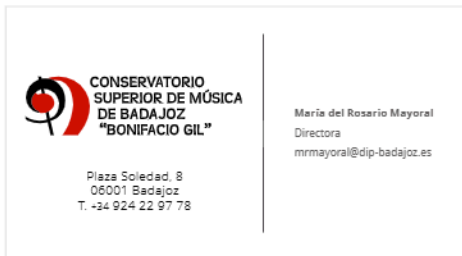 CONSERVATORIO
SUPERIOR DE MÚSICA
DE BADAJOZ
"BONIFACIO GIL"
Plaza Soledad, 8
06001 Badajoz
T. +34 924 22 97 78
María del Rosario Mayoral
Directora
mrmayoral@dip-badajoz.es